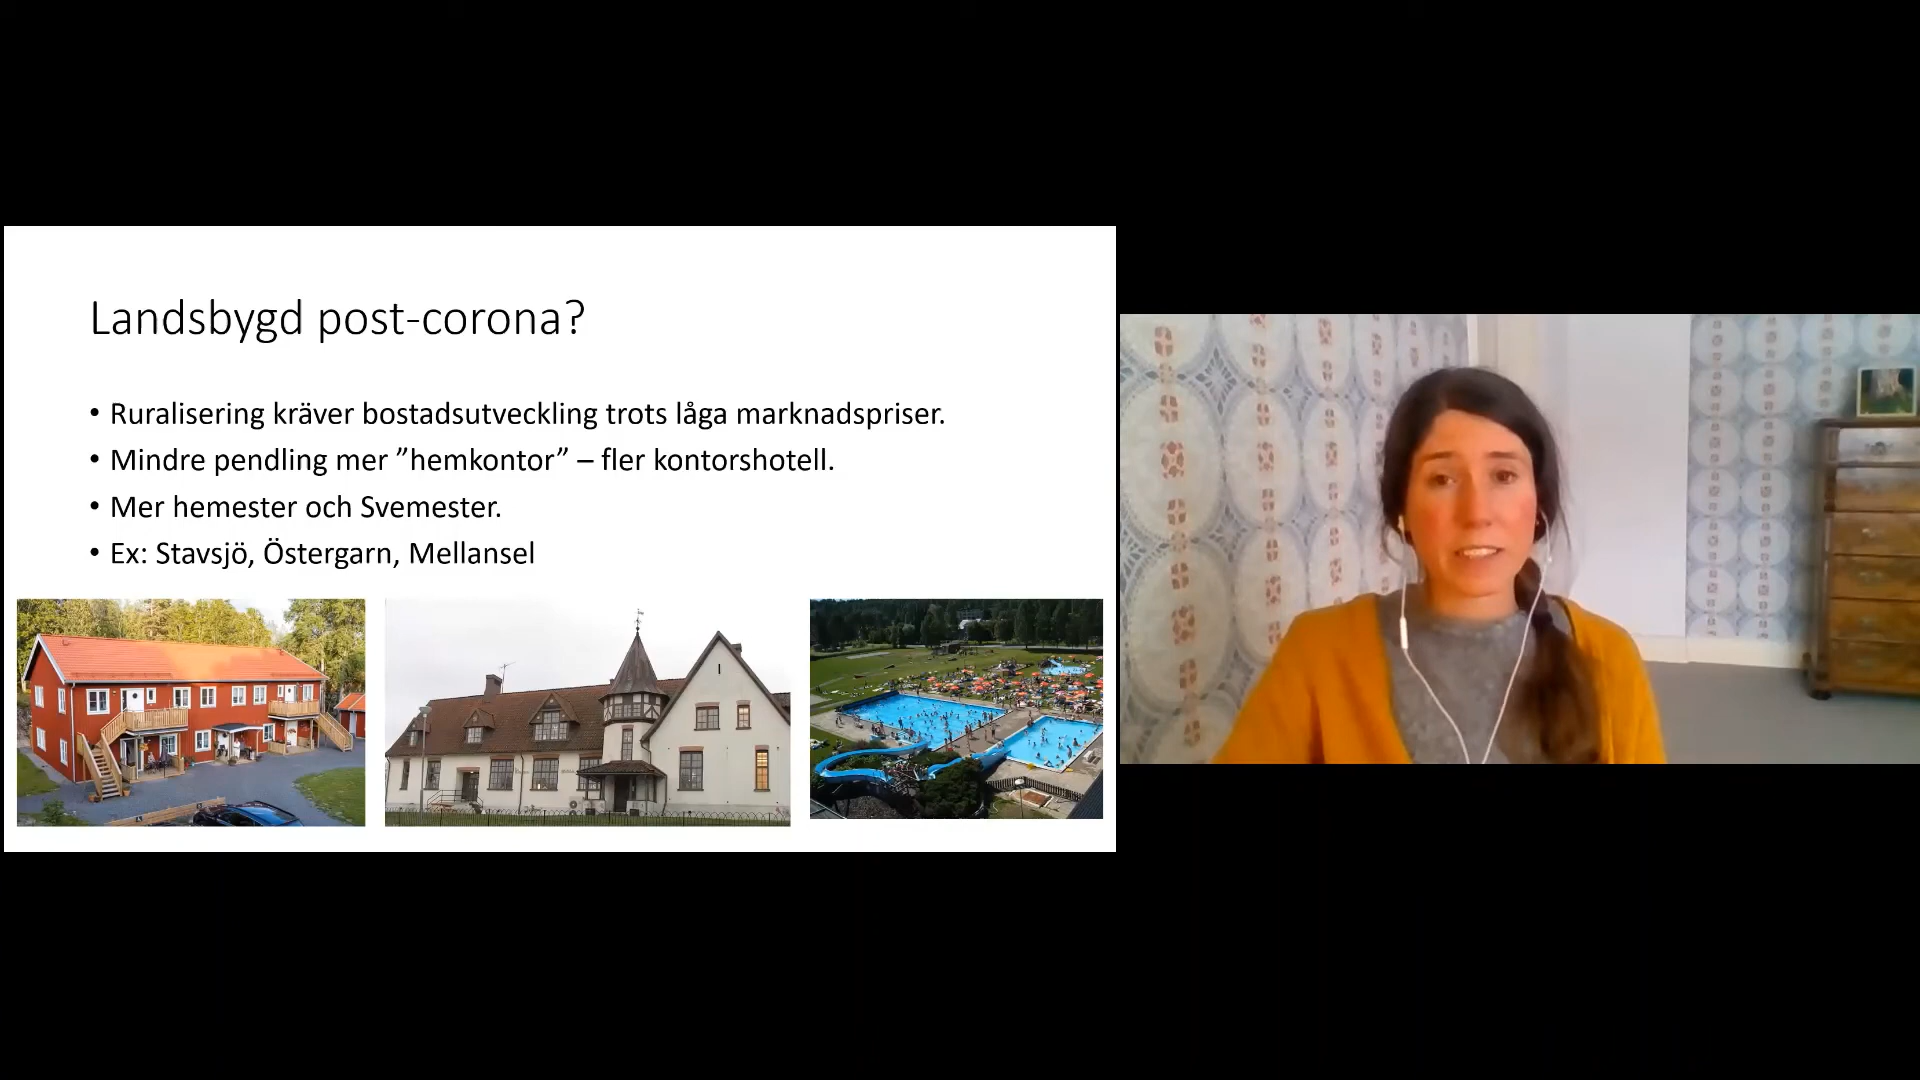 Landsbygd post-corona?
• Ruralisering kräver bostadsutveckling trots låga marknadspriser.
• Mindre pendling mer ”hemkontor” – fler kontorshotell.
• Mer hemester och Svemester.
• Ex: Stavsjö, Östergarn, Mellansel